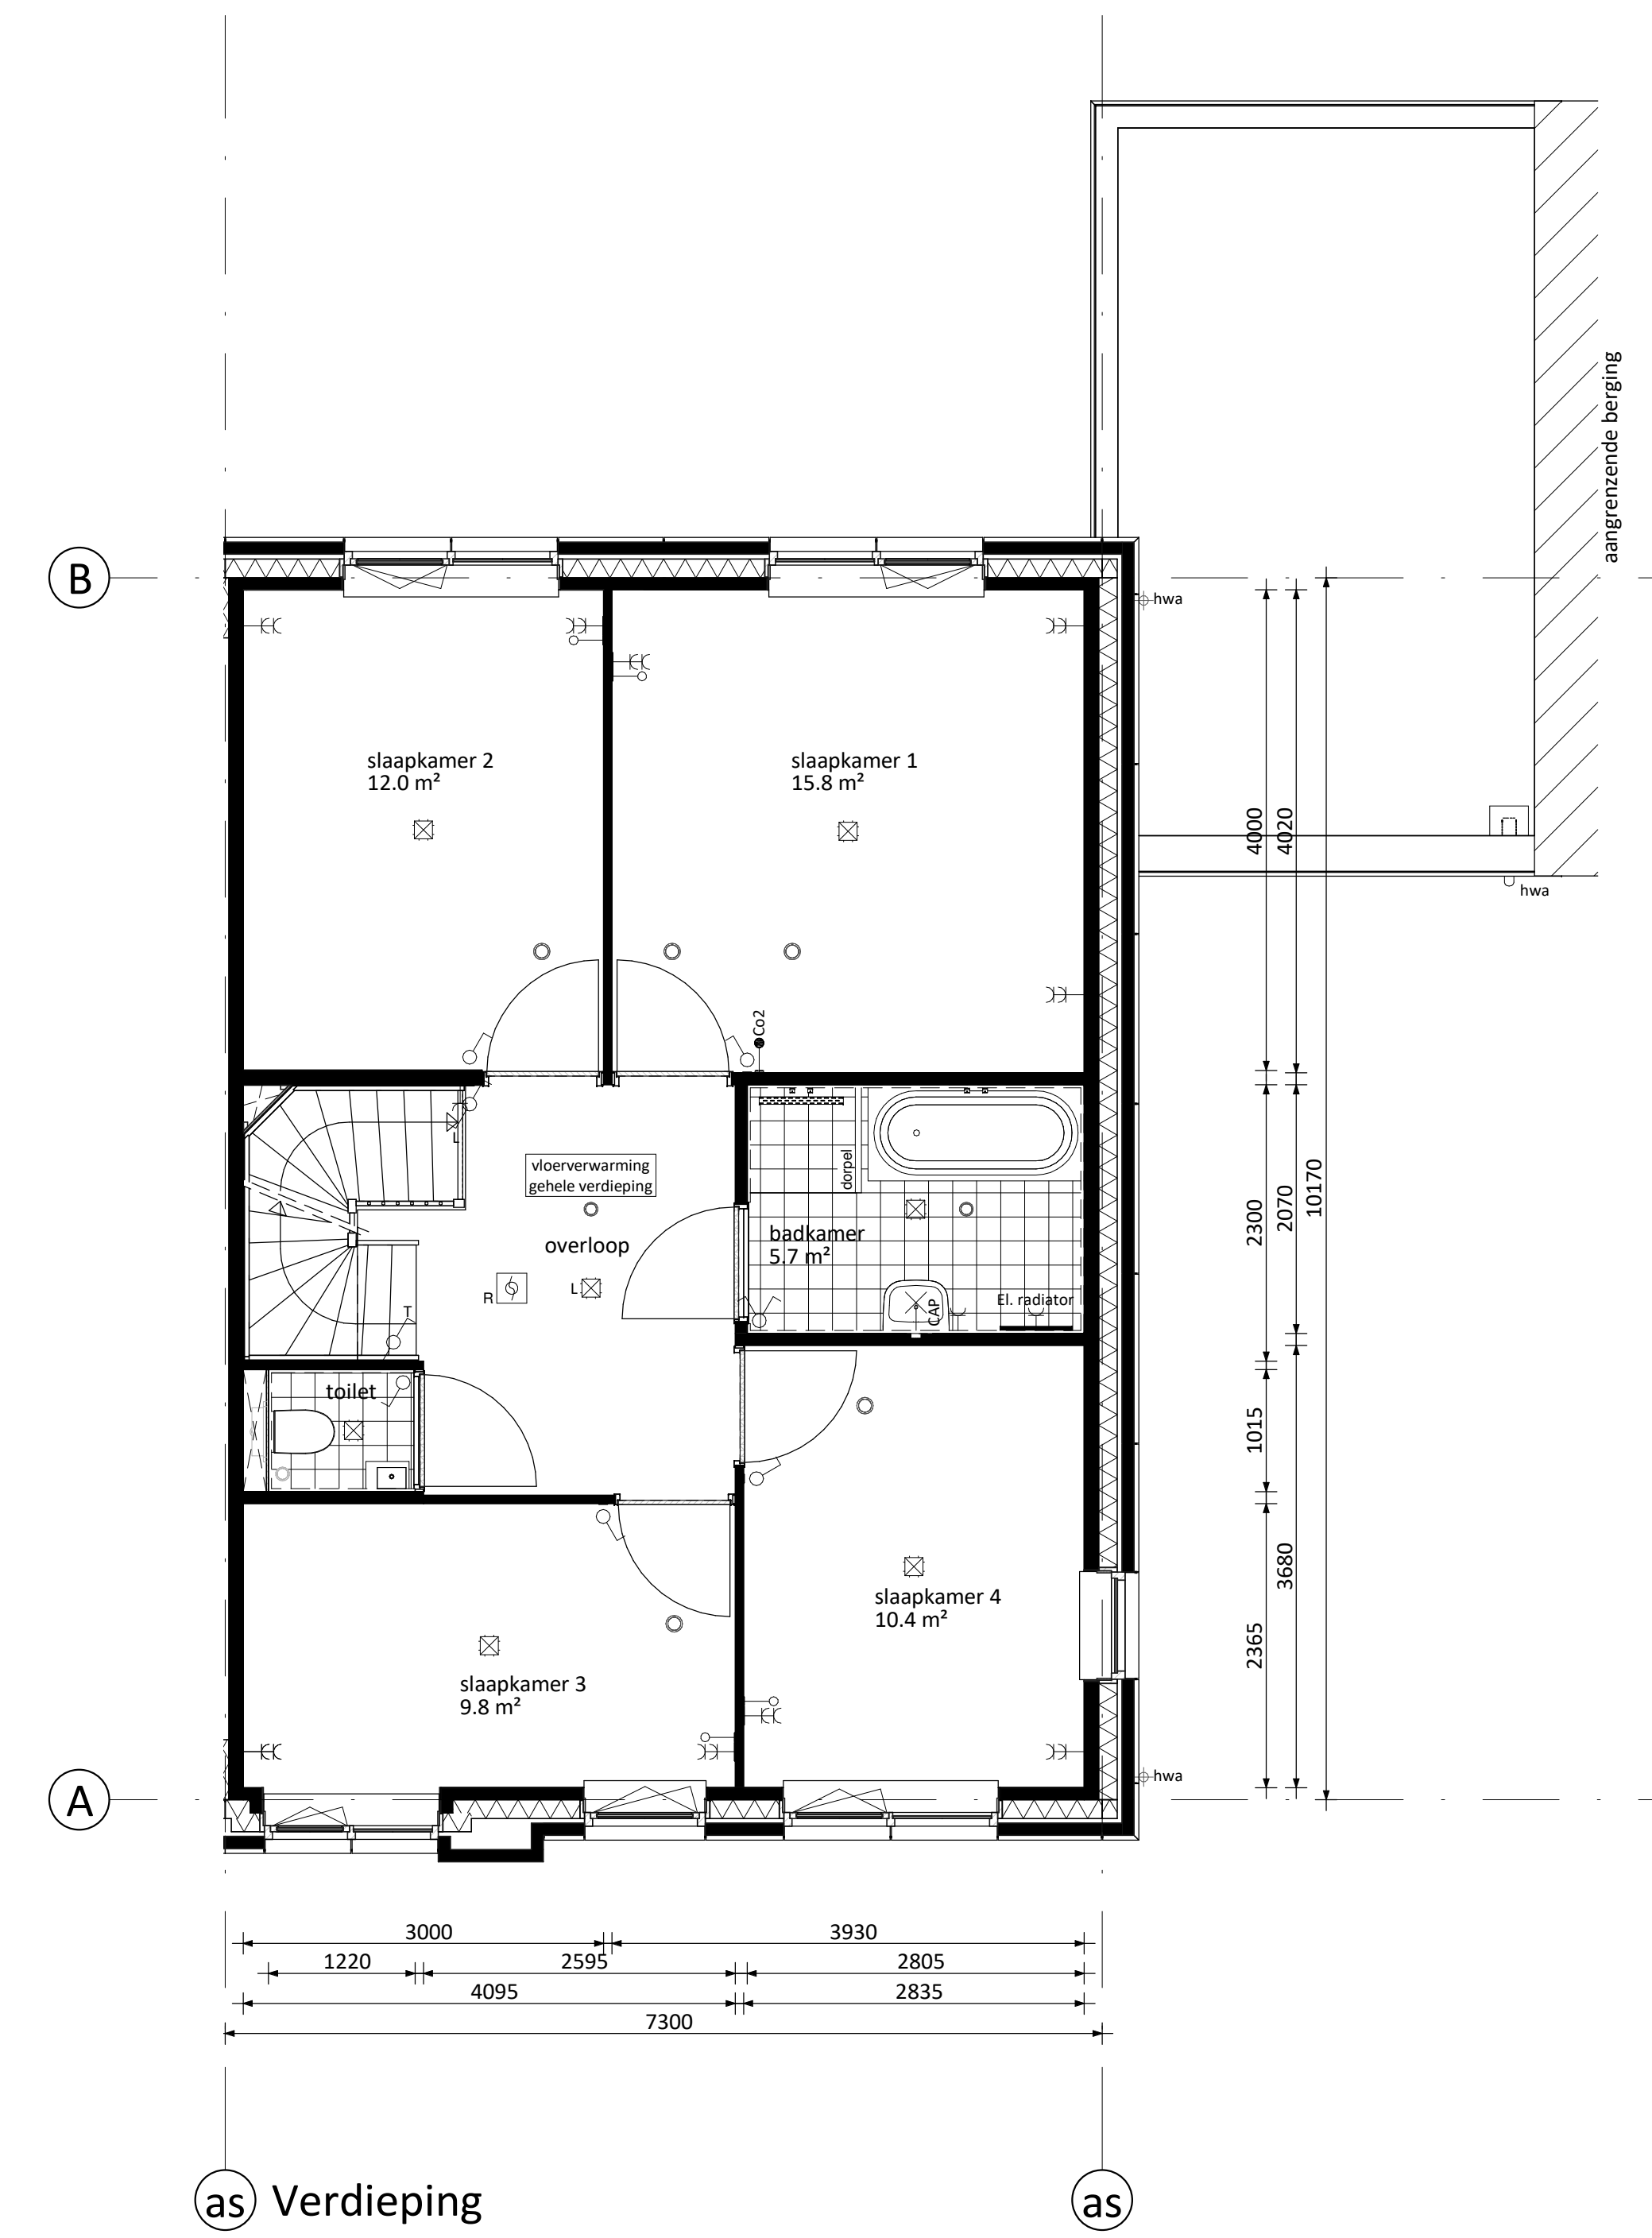 aangrenzende berging
B
hwa
slaapkamer 2
12.0 m²
slaapkamer 1
15.8 m²
4000
4020
hwa
Co2
L
vloerverwarming
gehele verdieping
dorpel
overloop
badkamer
5.7 m²
2300
2070
10170
R
L
CAP
El. radiator
T
toilet
1015
slaapkamer 4
10.4 m²
3680
2365
slaapkamer 3
9.8 m²
hwa
A
3000
3930
1220
2595
2805
4095
2835
7300
as
Verdieping
as